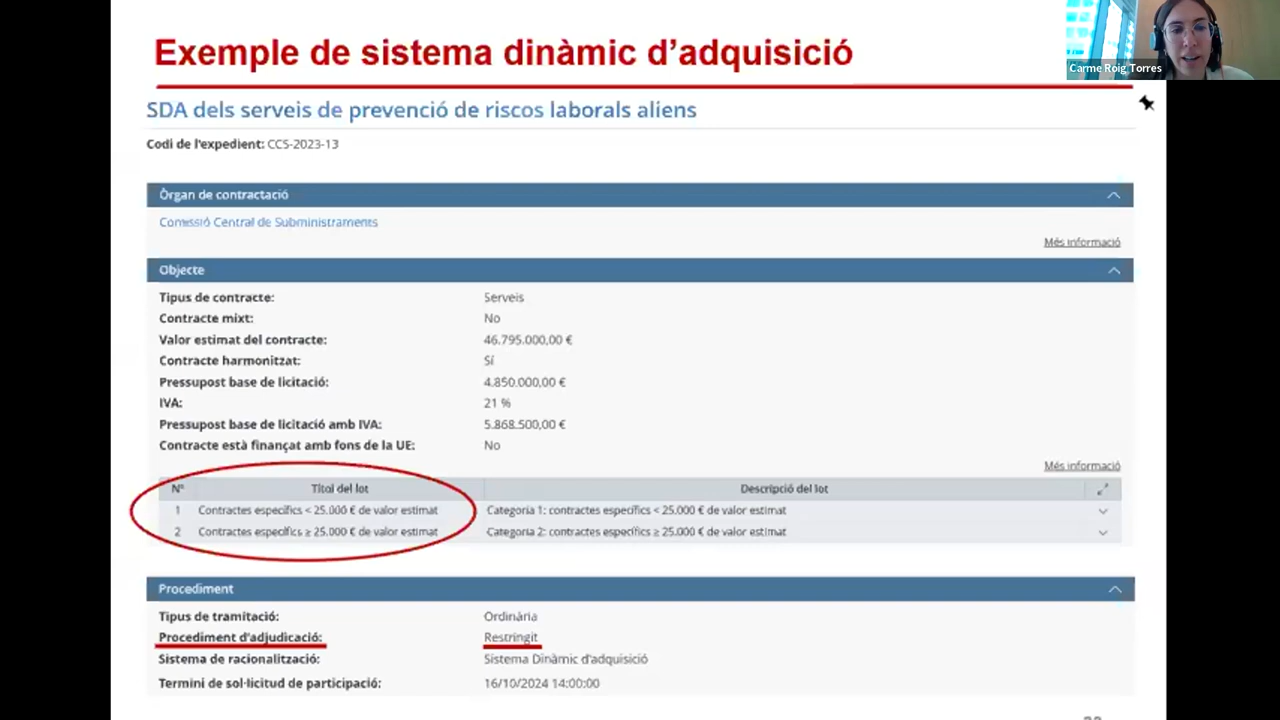 Exemple de sistema dinàmic d'adquisició
Carme Roig Torres
SDA dels serveis de prevenció de riscos laborals aliens
Codi de l'expedient: CCS-2023-13
Òrgan de contractació
Comissió Central de Subministraments
Més informació
Objecte
Tipus de contracte: Serveis
Contracte mixt: No
Valor estimat del contracte: 46.795.000,00 €
Contracte harmonitzat: Sí
Pressupost base de licitació: 4.850.000,00 €
IVA: 21 %
Pressupost base de licitació amb IVA: 5.868.500,00 €
Contracte està finançat amb fons de la UE: No
Més informació
Nº Títol del lot Descripció del lot
1 Contractes específics < 25.000 € de valor estimat Categoria 1: contractes específics < 25.000 € de valor estimat
2 Contractes específics ≥ 25.000 € de valor estimat Categoria 2: contractes específics ≥ 25.000 € de valor estimat
Procediment
Tipus de tramitació: Ordinària
Procediment d'adjudicació: Restringit
Sistema de racionalització: Sistema Dinàmic d'adquisició
Termini de sol·licitud de participació: 16/10/2024 14:00:00